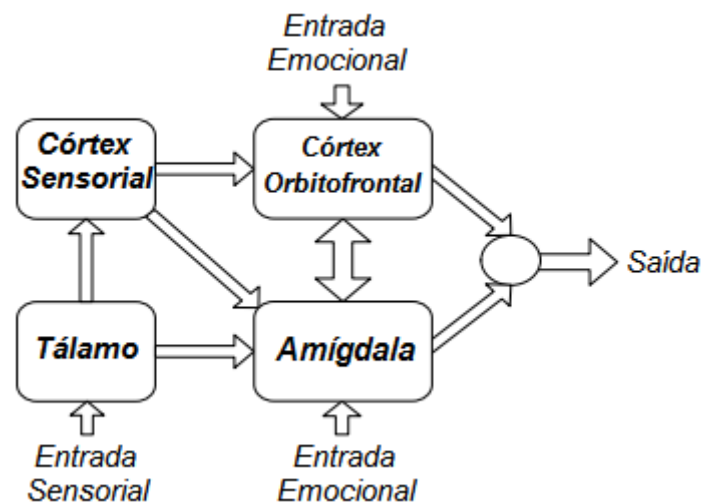 Entrada
Emocional
Córtex
Sensorial
Córtex
Orbitofrontal
Saída
Tálamo
Amígdala
Entrada
Sensorial
Entrada
Emocional